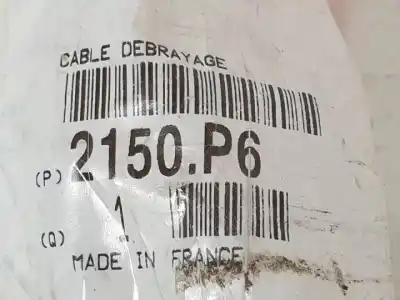 CABLE DEBRAYAGE
(P) 2150.P6
(Q) 1
MADE IN FRANCE